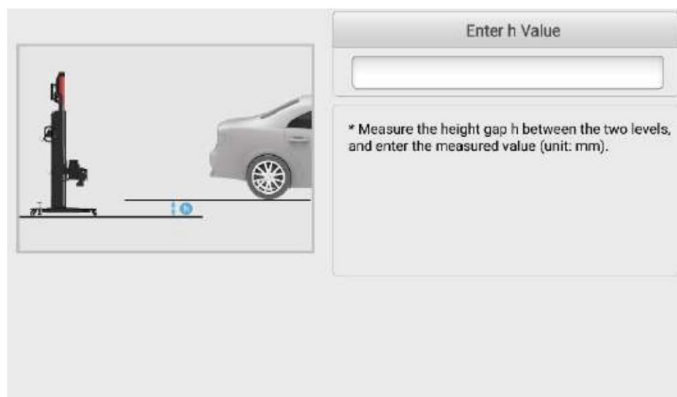 Enter h Value
* Measure the height gap h between the two levels,
and enter the measured value (unit: mm).
h